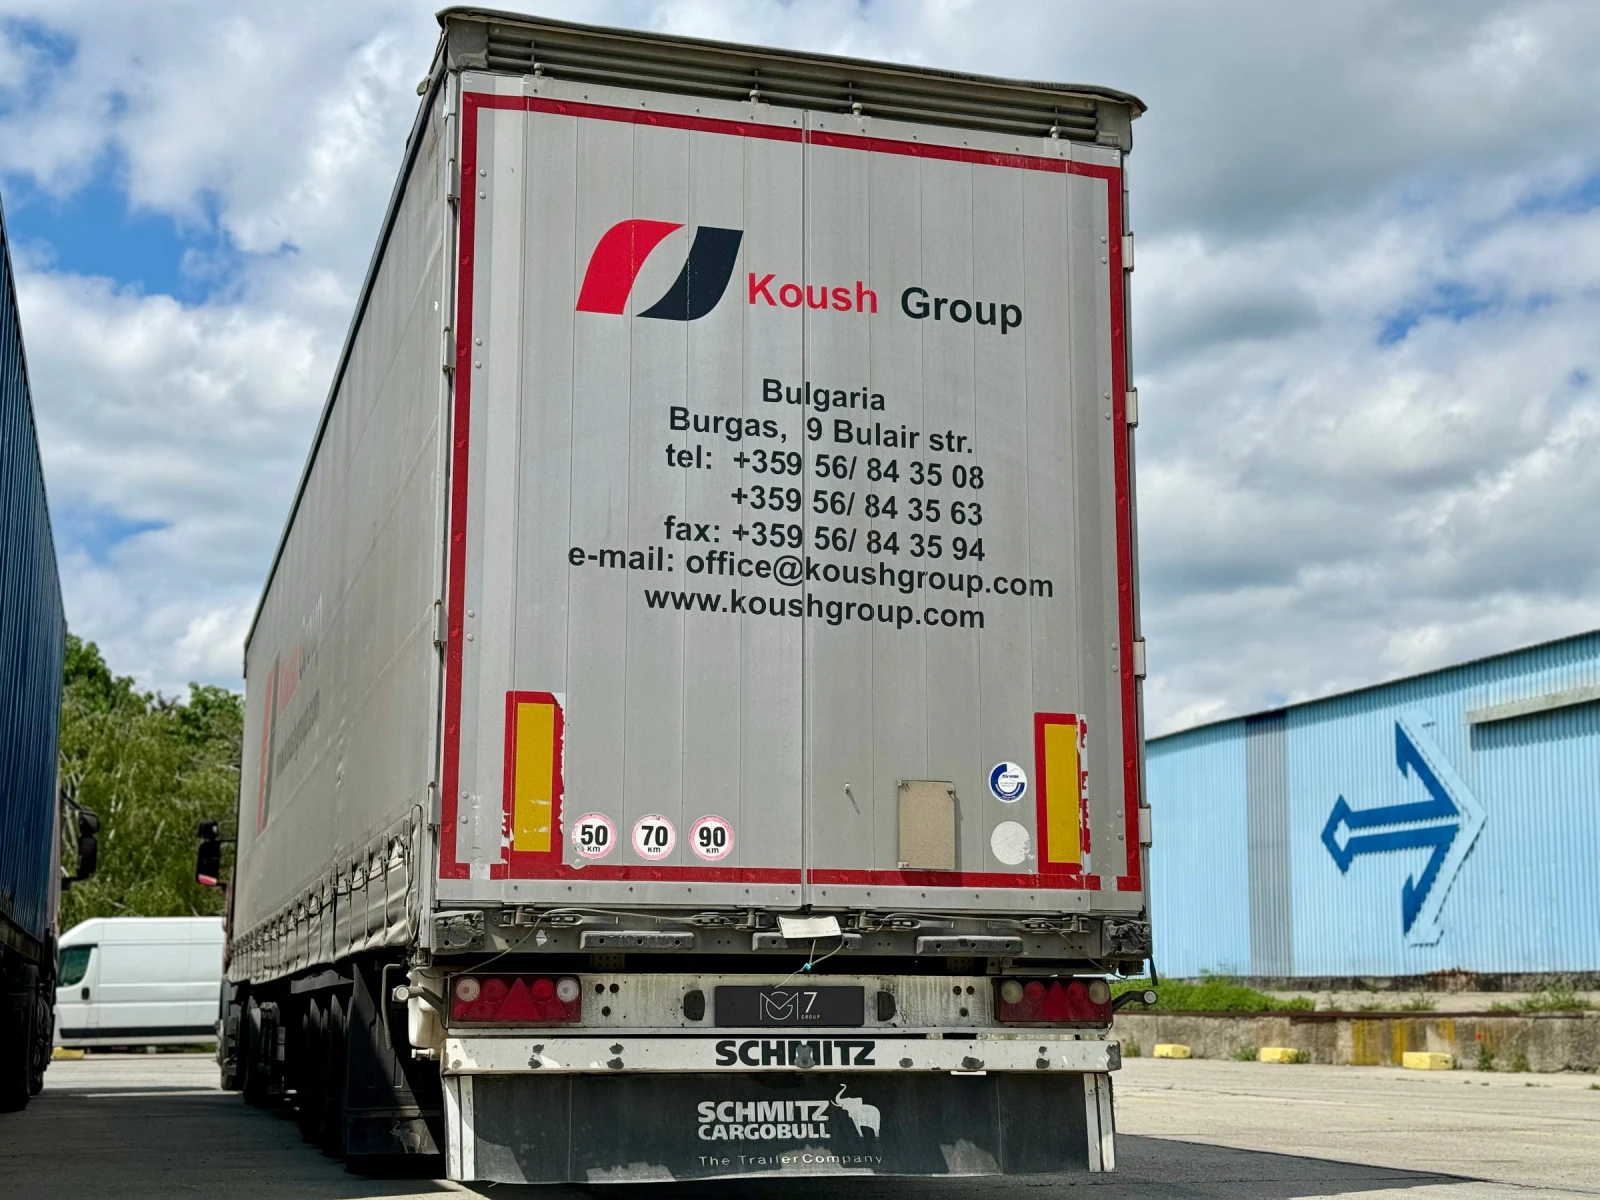 Koush Group
Bulgaria
Burgas, 9 Bulair str.
tel: +359 56/ 84 35 08
+359 56/ 84 35 63
fax: +359 56/ 84 35 94
e-mail: office@koushgroup.com
www.koushgroup.com
50 KM
70 KM
90 KM
MG7
GROUP
SCHMITZ
SCHMITZ
CARGOBULL
The TrailerCompany